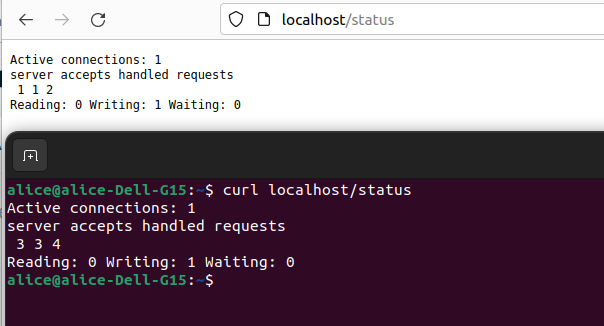 localhost/status
Active connections: 1
server accepts handled requests
 1 1 2
Reading: 0 Writing: 1 Waiting: 0
alice@alice-Dell-G15:~$ curl localhost/status
Active connections: 1
server accepts handled requests
 3 3 4
Reading: 0 Writing: 1 Waiting: 0
alice@alice-Dell-G15:~$